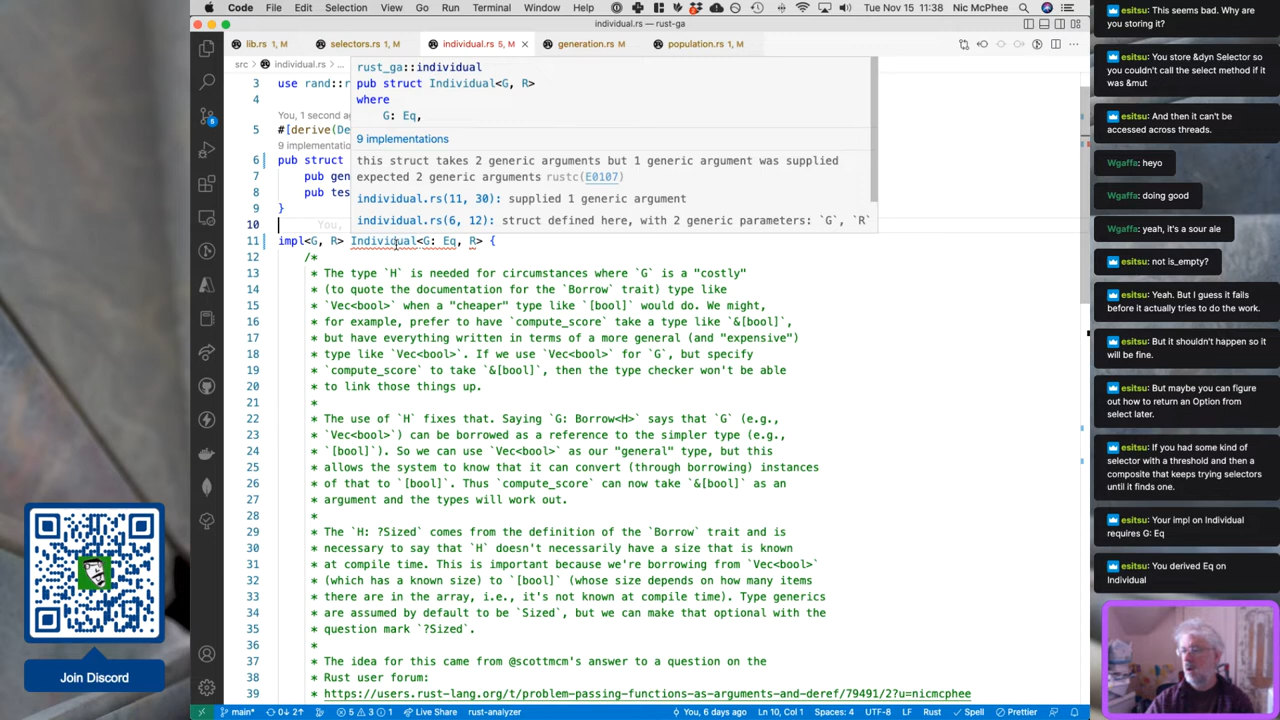 Code File Edit Selection View Go Run Terminal Window Help
Tue Nov 15 11:38 Nic McPhee
individual.rs — rust-ga
lib.rs 1, M
selectors.rs 1, M
individual.rs 5, M ×
generation.rs M
population.rs 1, M
src > individual.rs > ...
3 use rand::r
4
You, 1 second ag
5 #[derive(De
9 implementatio
6 pub struct
7 pub gen
8 pub tes
9 }
10 You,
rust_ga::individual
pub struct Individual<G, R>
where
G: Eq,
9 implementations
this struct takes 2 generic arguments but 1 generic argument was supplied
expected 2 generic arguments rustc(E0107)
individual.rs(11, 30): supplied 1 generic argument
individual.rs(6, 12): struct defined here, with 2 generic parameters: `G`, `R`
11 impl<G, R> Individual<G: Eq, R> {
12 /*
13 * The type `H` is needed for circumstances where `G` is a "costly"
14 * (to quote the documentation for the `Borrow` trait) type like
15 * `Vec<bool>` when a "cheaper" type like `[bool]` would do. We might,
16 * for example, prefer to have `compute_score` take a type like `&[bool]`,
17 * but have everything written in terms of a more general (and "expensive")
18 * type like `Vec<bool>`. If we use `Vec<bool>` for `G`, but specify
19 * `compute_score` to take `&[bool]`, then the type checker won't be able
20 * to link those things up.
21 *
22 * The use of `H` fixes that. Saying `G: Borrow<H>` says that `G` (e.g.,
23 * `Vec<bool>`) can be borrowed as a reference to the simpler type (e.g.,
24 * `[bool]`). So we can use `Vec<bool>` as our "general" type, but this
25 * allows the system to know that it can convert (through borrowing) instances
26 * of that to `[bool]`. Thus `compute_score` can now take `&[bool]` as an
27 * argument and the types will work out.
28 *
29 * The `H: ?Sized` comes from the definition of the `Borrow` trait and is
30 * necessary to say that `H` doesn't necessarily have a size that is known
31 * at compile time. This is important because we're borrowing from `Vec<bool>`
32 * (which has a known size) to `[bool]` (whose size depends on how many items
33 * there are in the array, i.e., it's not known at compile time). Type generics
34 * are assumed by default to be `Sized`, but we can make that optional with the
35 * question mark `?Sized`.
36 *
37 * The idea for this came from @scottmcm's answer to a question on the
38 * Rust user forum:
39 * https://users.rust-lang.org/t/problem-passing-functions-as-arguments-and-deref/79491/2?u=nicmcphee
main* 0↓ 2↑ 5 3 1 Live Share rust-analyzer
You, 6 days ago Ln 10, Col 1 Spaces: 4 UTF-8 LF Rust Spell Prettier
5
Join Discord
esitsu: This seems bad. Why are
you storing it?
esitsu: You store &dyn Selector so
you couldn't call the select method if it
was &mut
esitsu: And then it can't be
accessed across threads.
Wgaffa: heyo
Wgaffa: doing good
Wgaffa: yeah, it's a sour ale
esitsu: not is_empty?
esitsu: Yeah. But I guess it fails
before it actually tries to do the work.
esitsu: But it shouldn't happen so it
will be fine.
esitsu: But maybe you can figure
out how to return an Option from
select later.
esitsu: If you had some kind of
selector with a threshold and then a
composite that keeps trying selectors
until it finds one.
esitsu: Your impl on Individual
requires G: Eq
esitsu: You derived Eq on
Individual